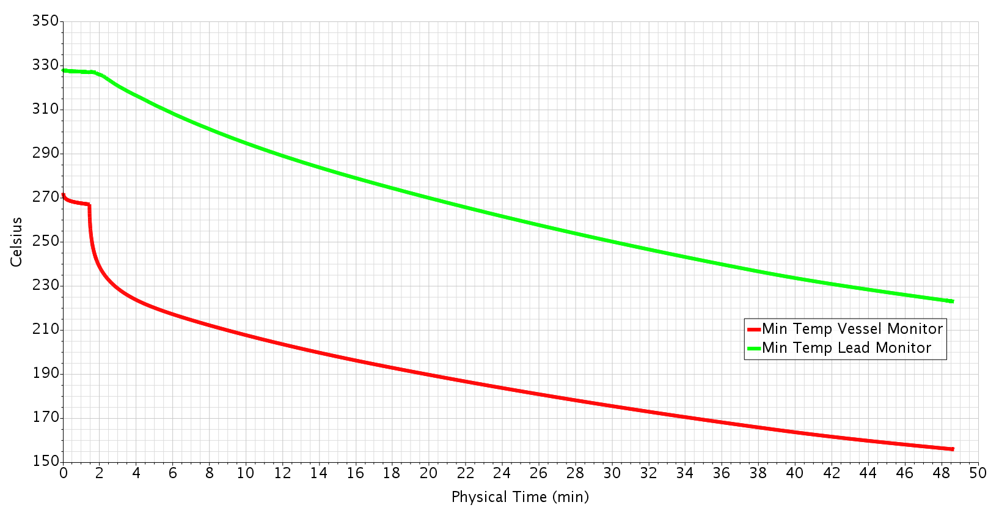 350
330
310
290
270
250
230
210
190
170
150
Celsius
Min Temp Vessel Monitor
Min Temp Lead Monitor
0 2 4 6 8 10 12 14 16 18 20 22 24 26 28 30 32 34 36 38 40 42 44 46 48 50
Physical Time (min)